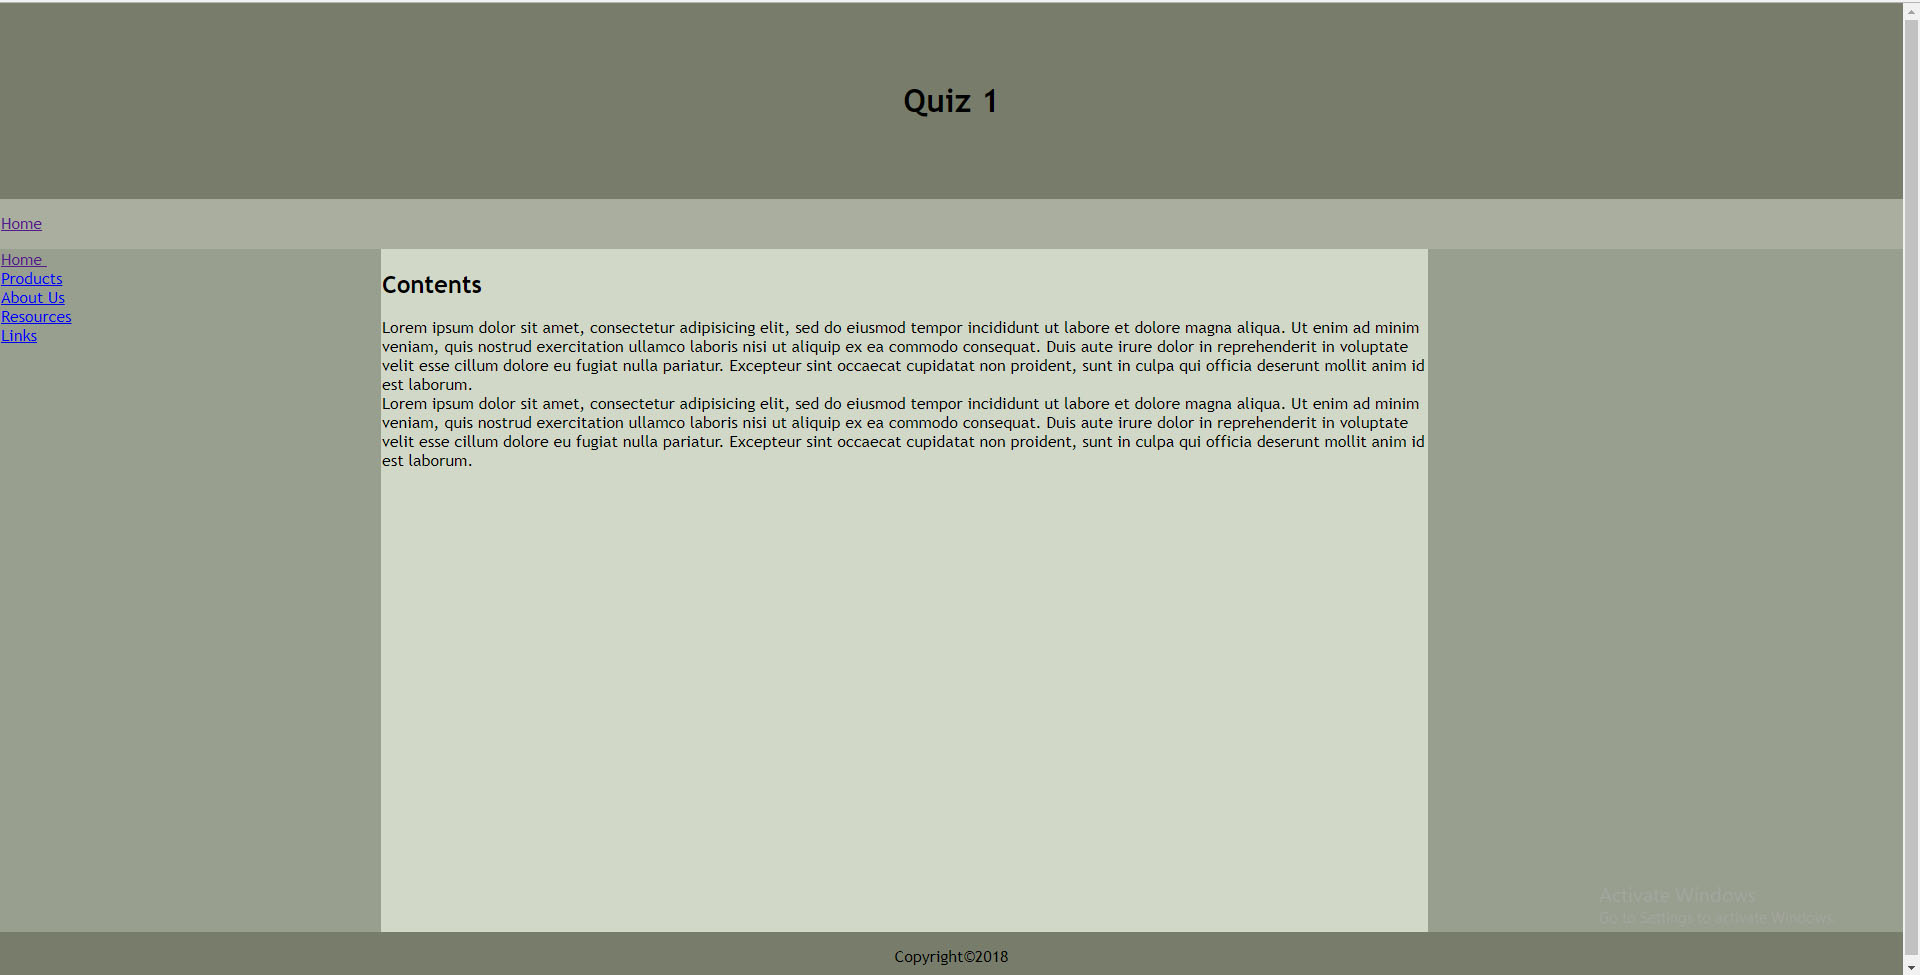 Quiz 1
Home
Home
Products
About Us
Resources
Links
Contents
Lorem ipsum dolor sit amet, consectetur adipisicing elit, sed do eiusmod tempor incididunt ut labore et dolore magna aliqua. Ut enim ad minim
veniam, quis nostrud exercitation ullamco laboris nisi ut aliquip ex ea commodo consequat. Duis aute irure dolor in reprehenderit in voluptate
velit esse cillum dolore eu fugiat nulla pariatur. Excepteur sint occaecat cupidatat non proident, sunt in culpa qui officia deserunt mollit anim id
est laborum.
Lorem ipsum dolor sit amet, consectetur adipisicing elit, sed do eiusmod tempor incididunt ut labore et dolore magna aliqua. Ut enim ad minim
veniam, quis nostrud exercitation ullamco laboris nisi ut aliquip ex ea commodo consequat. Duis aute irure dolor in reprehenderit in voluptate
velit esse cillum dolore eu fugiat nulla pariatur. Excepteur sint occaecat cupidatat non proident, sunt in culpa qui officia deserunt mollit anim id
est laborum.
Activate Windows
Go to Settings to activate Windows.
Copyright©2018